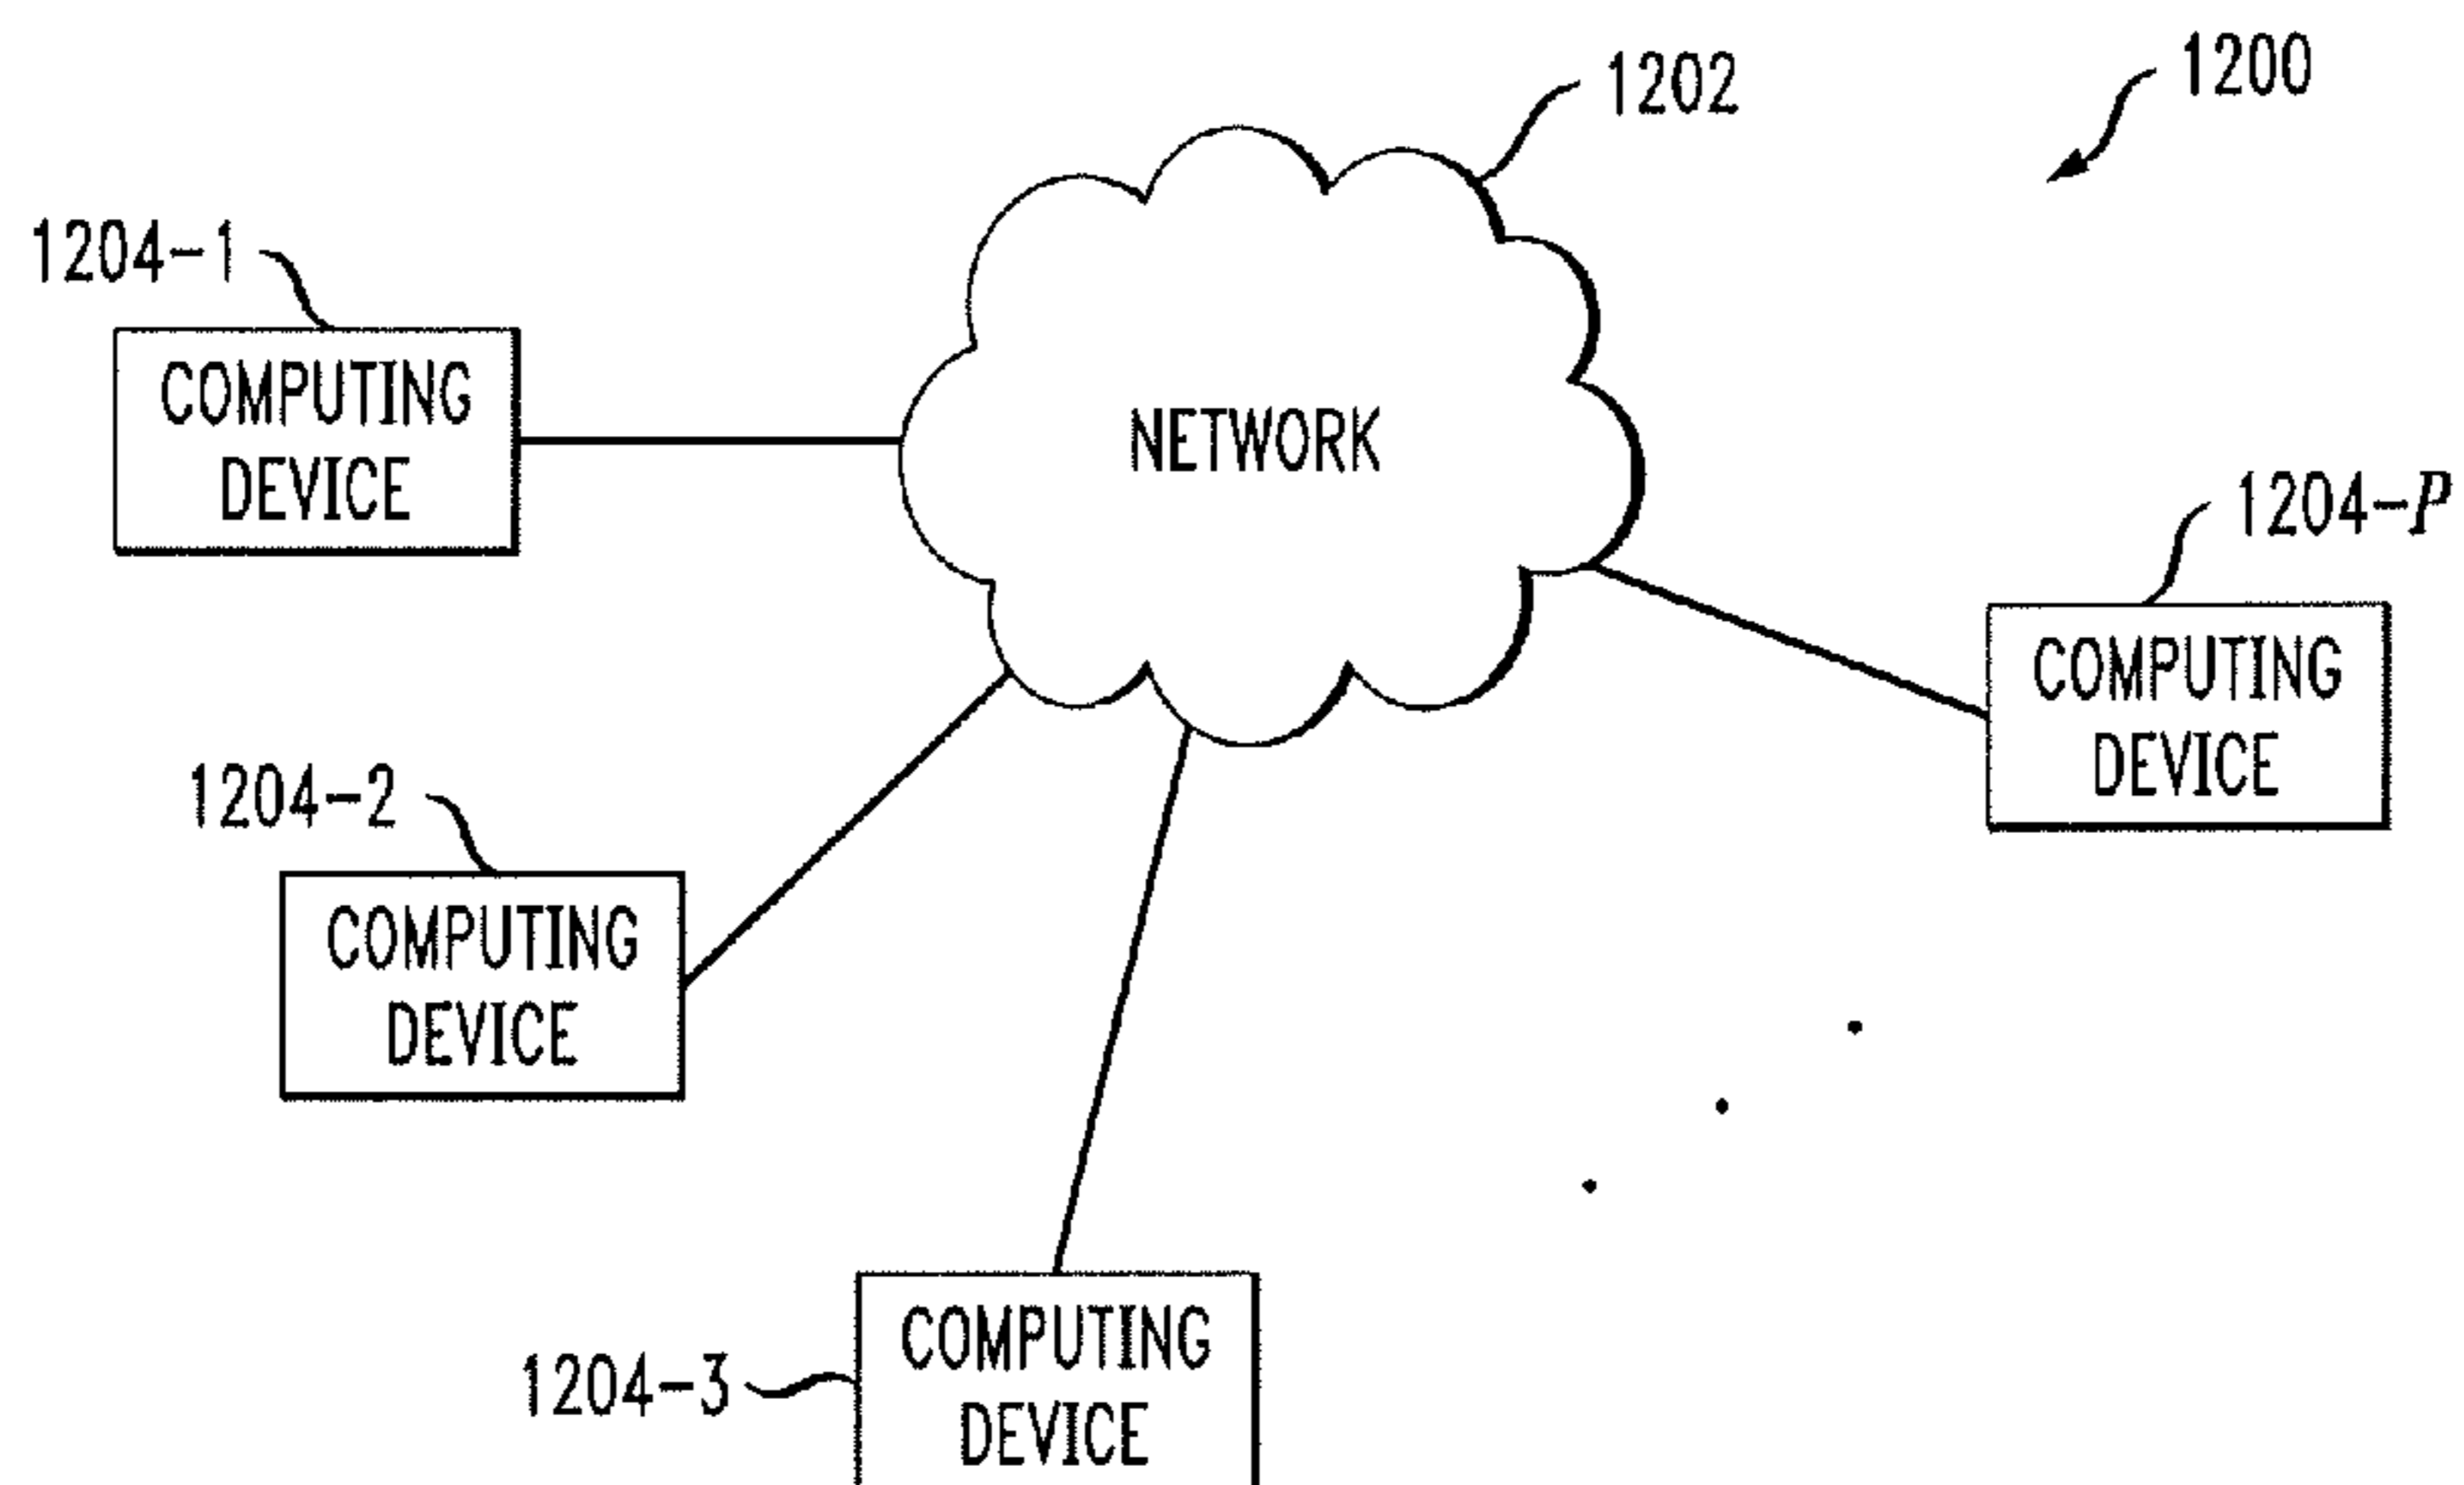 1200
1202
1204-1
COMPUTING
DEVICE
NETWORK
1204-P
COMPUTING
DEVICE
1204-2
COMPUTING
DEVICE
1204-3
COMPUTING
DEVICE